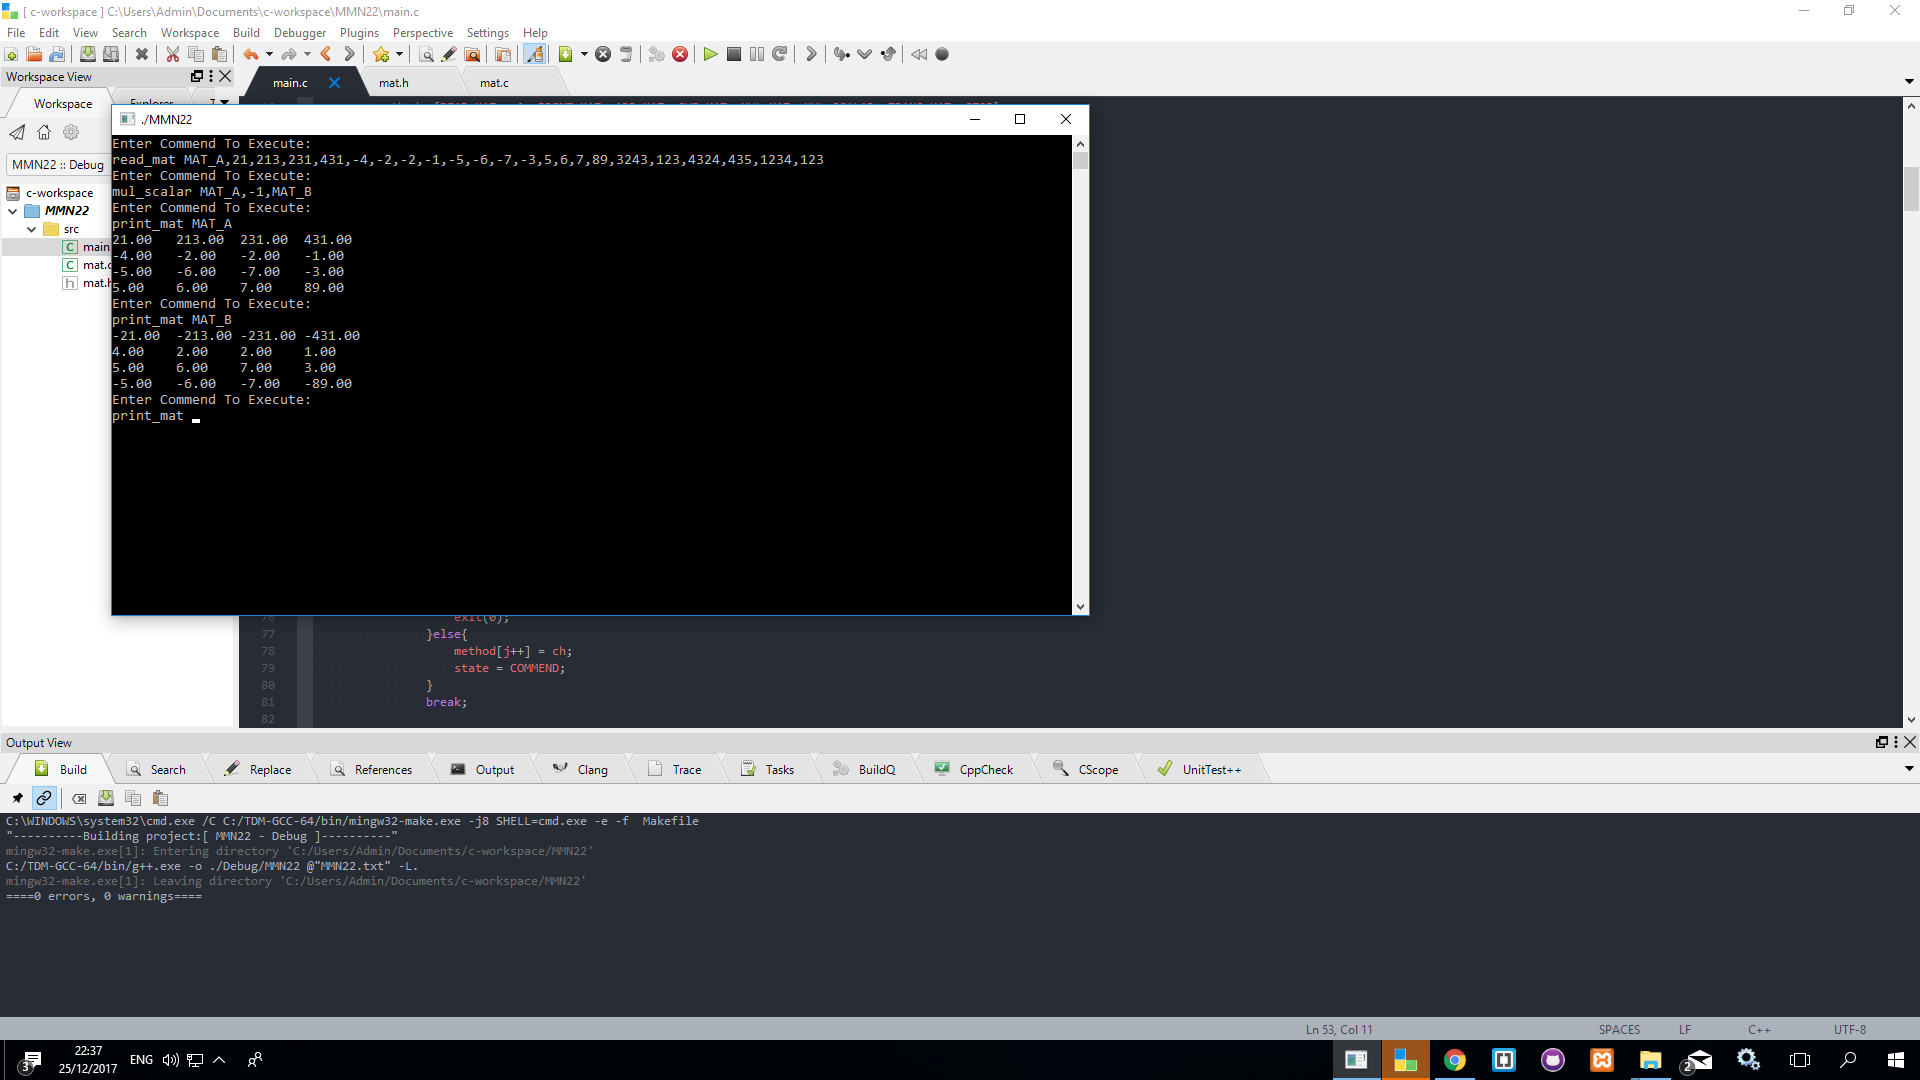 [ c-workspace ] C:\Users\Admin\Documents\c-workspace\MMN22\main.c
File Edit View Search Workspace Build Debugger Plugins Perspective Settings Help
Workspace View
main.c mat.h mat.c
Workspace Explorer
MMN22 :: Debug
c-workspace
MMN22
src
main
mat.c
mat.h
./MMN22
Enter Commend To Execute:
read_mat MAT_A,21,213,231,431,-4,-2,-2,-1,-5,-6,-7,-3,5,6,7,89,3243,123,4324,435,1234,123
Enter Commend To Execute:
mul_scalar MAT_A,-1,MAT_B
Enter Commend To Execute:
print_mat MAT_A
21.00 213.00 231.00 431.00
-4.00 -2.00 -2.00 -1.00
-5.00 -6.00 -7.00 -3.00
5.00 6.00 7.00 89.00
Enter Commend To Execute:
print_mat MAT_B
-21.00 -213.00 -231.00 -431.00
4.00 2.00 2.00 1.00
5.00 6.00 7.00 3.00
-5.00 -6.00 -7.00 -89.00
Enter Commend To Execute:
print_mat
76 exit(0);
77 }else{
78 method[j++] = ch;
79 state = COMMEND;
80 }
81 break;
82
Output View
Build Search Replace References Output Clang Trace Tasks BuildQ CppCheck CScope UnitTest++
C:\WINDOWS\system32\cmd.exe /C C:/TDM-GCC-64/bin/mingw32-make.exe -j8 SHELL=cmd.exe -e -f Makefile
"----------Building project:[ MMN22 - Debug ]----------"
mingw32-make.exe[1]: Entering directory 'C:/Users/Admin/Documents/c-workspace/MMN22'
C:/TDM-GCC-64/bin/g++.exe -o ./Debug/MMN22 @"MMN22.txt" -L.
mingw32-make.exe[1]: Leaving directory 'C:/Users/Admin/Documents/c-workspace/MMN22'
====0 errors, 0 warnings====
Ln 53, Col 11 SPACES LF C++ UTF-8
3 22:37 ENG 2
25/12/2017